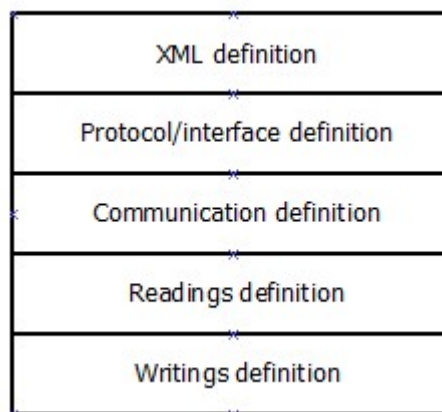 XML definition
Protocol/interface definition
Communication definition
Readings definition
Writings definition